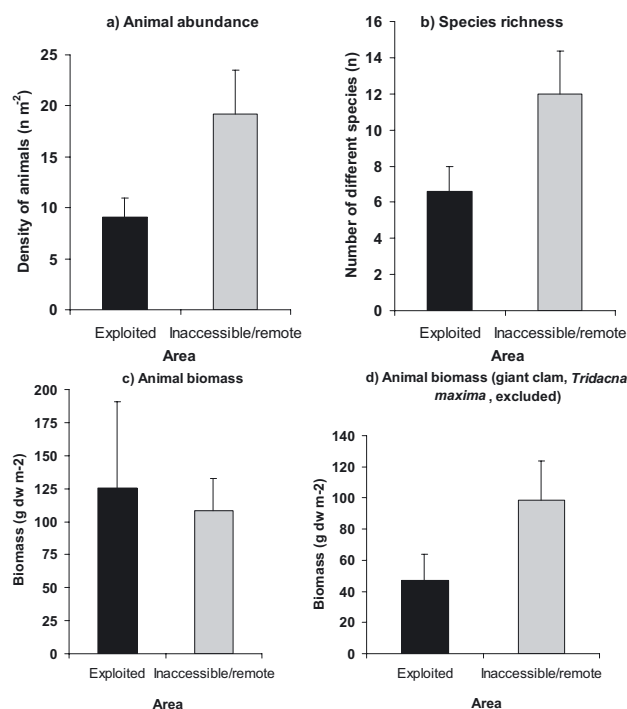 a) Animal abundance
Density of animals (n m-2)
25
20
15
10
5
0
Exploited Inaccessible/remote
Area
b) Species richness
Number of different species (n)
16
14
12
10
8
6
4
2
0
Exploited Inaccessible/remote
Area
c) Animal biomass
Biomass (g dw m-2)
200
175
150
125
100
75
50
25
0
Exploited Inaccessible/remote
Area
d) Animal biomass (giant clam, Tridacna
maxima , excluded)
Biomass (g dw m-2)
140
120
100
80
60
40
20
0
Exploited Inaccessible/remote
Area